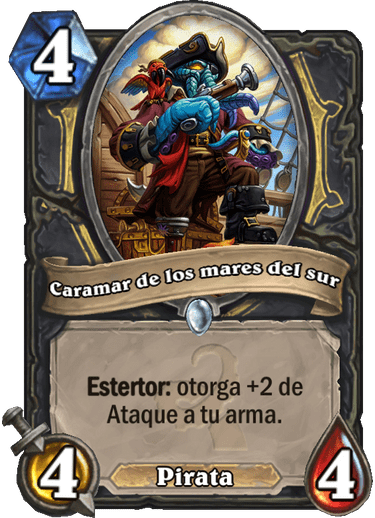 4
Caramar de los mares del sur
Estertor: otorga +2 de
Ataque a tu arma.
4
Pirata
4